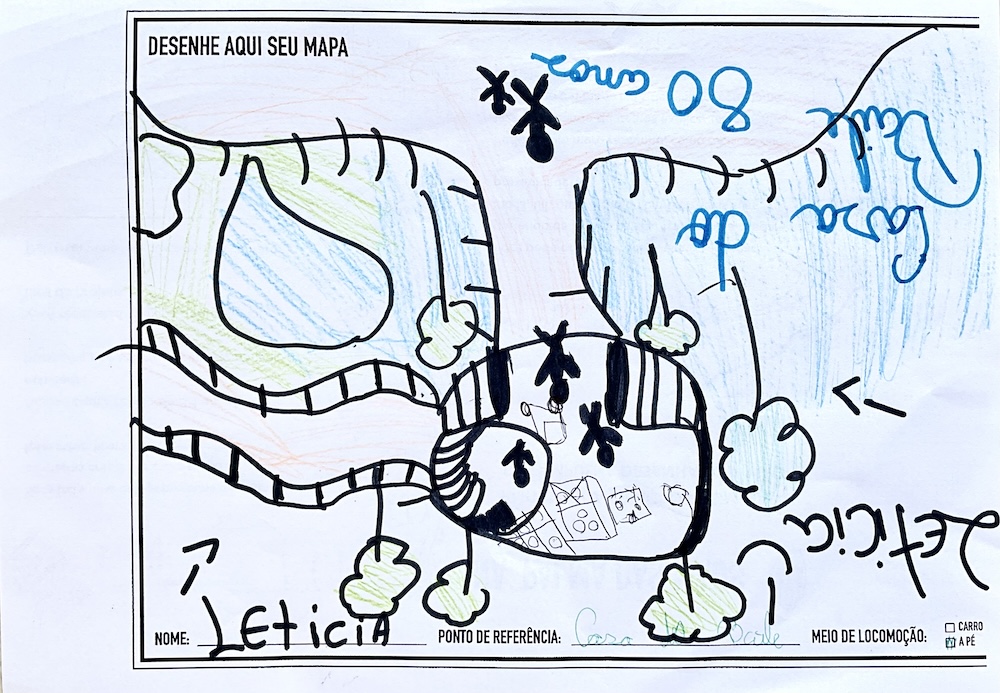 DESENHE AQUI SEU MAPA
80 anos
Casa
do
Baile
LETICIA
NOME: LEticiA PONTO DE REFERÊNCIA: Casa do Baile MEIO DE LOCOMOÇÃO:
CARRO
A PÉ